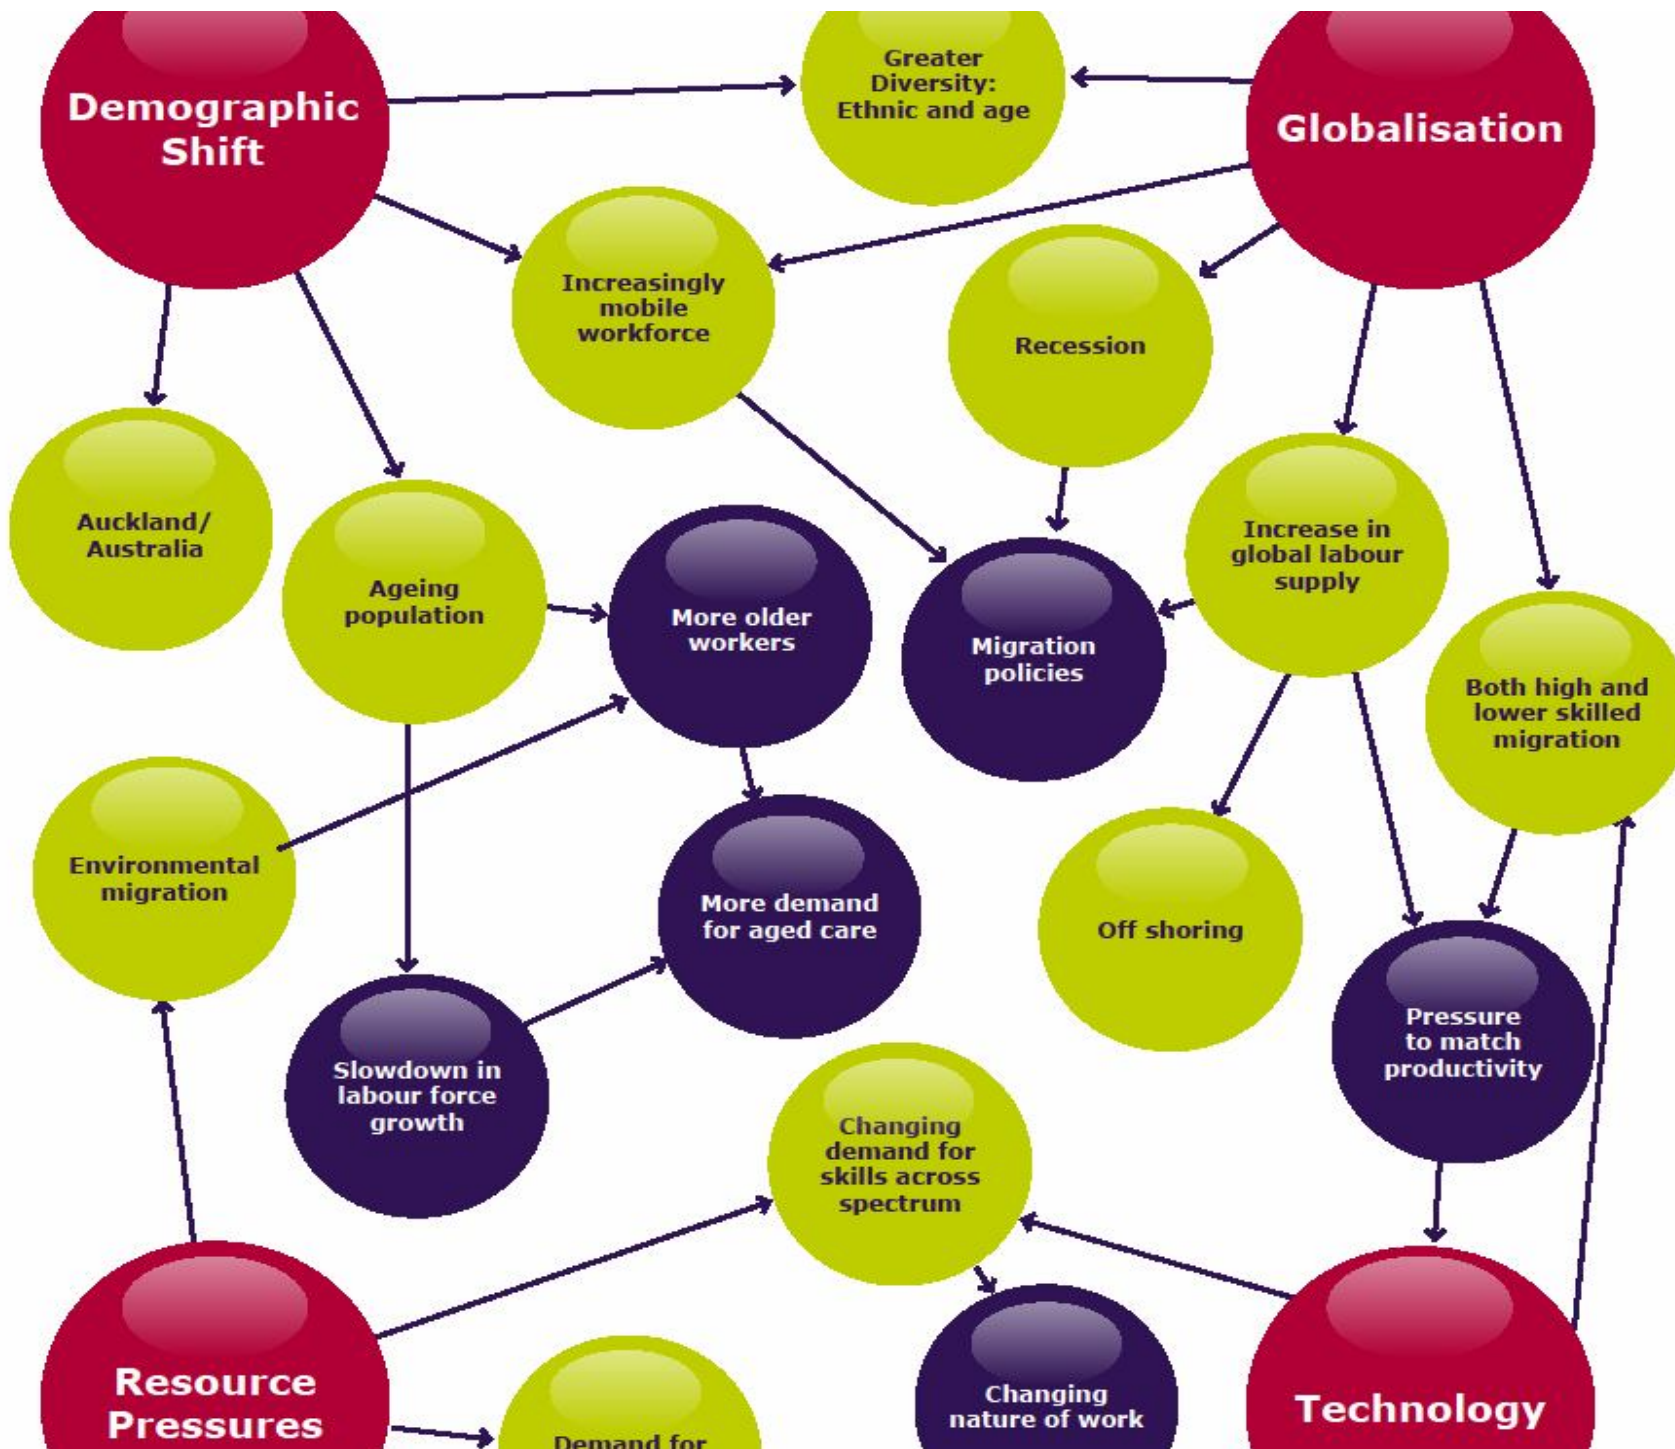 Demographic
Shift
Greater
Diversity:
Ethnic and age
Globalisation
Increasingly
mobile
workforce
Recession
Auckland/
Australia
Ageing
population
More older
workers
Migration
policies
Increase in
global labour
supply
Both high and
lower skilled
migration
Environmental
migration
More demand
for aged care
Off shoring
Slowdown in
labour force
growth
Changing
demand for
skills across
spectrum
Pressure
to match
productivity
Resource
Pressures
Demand for
Changing
nature of work
Technology